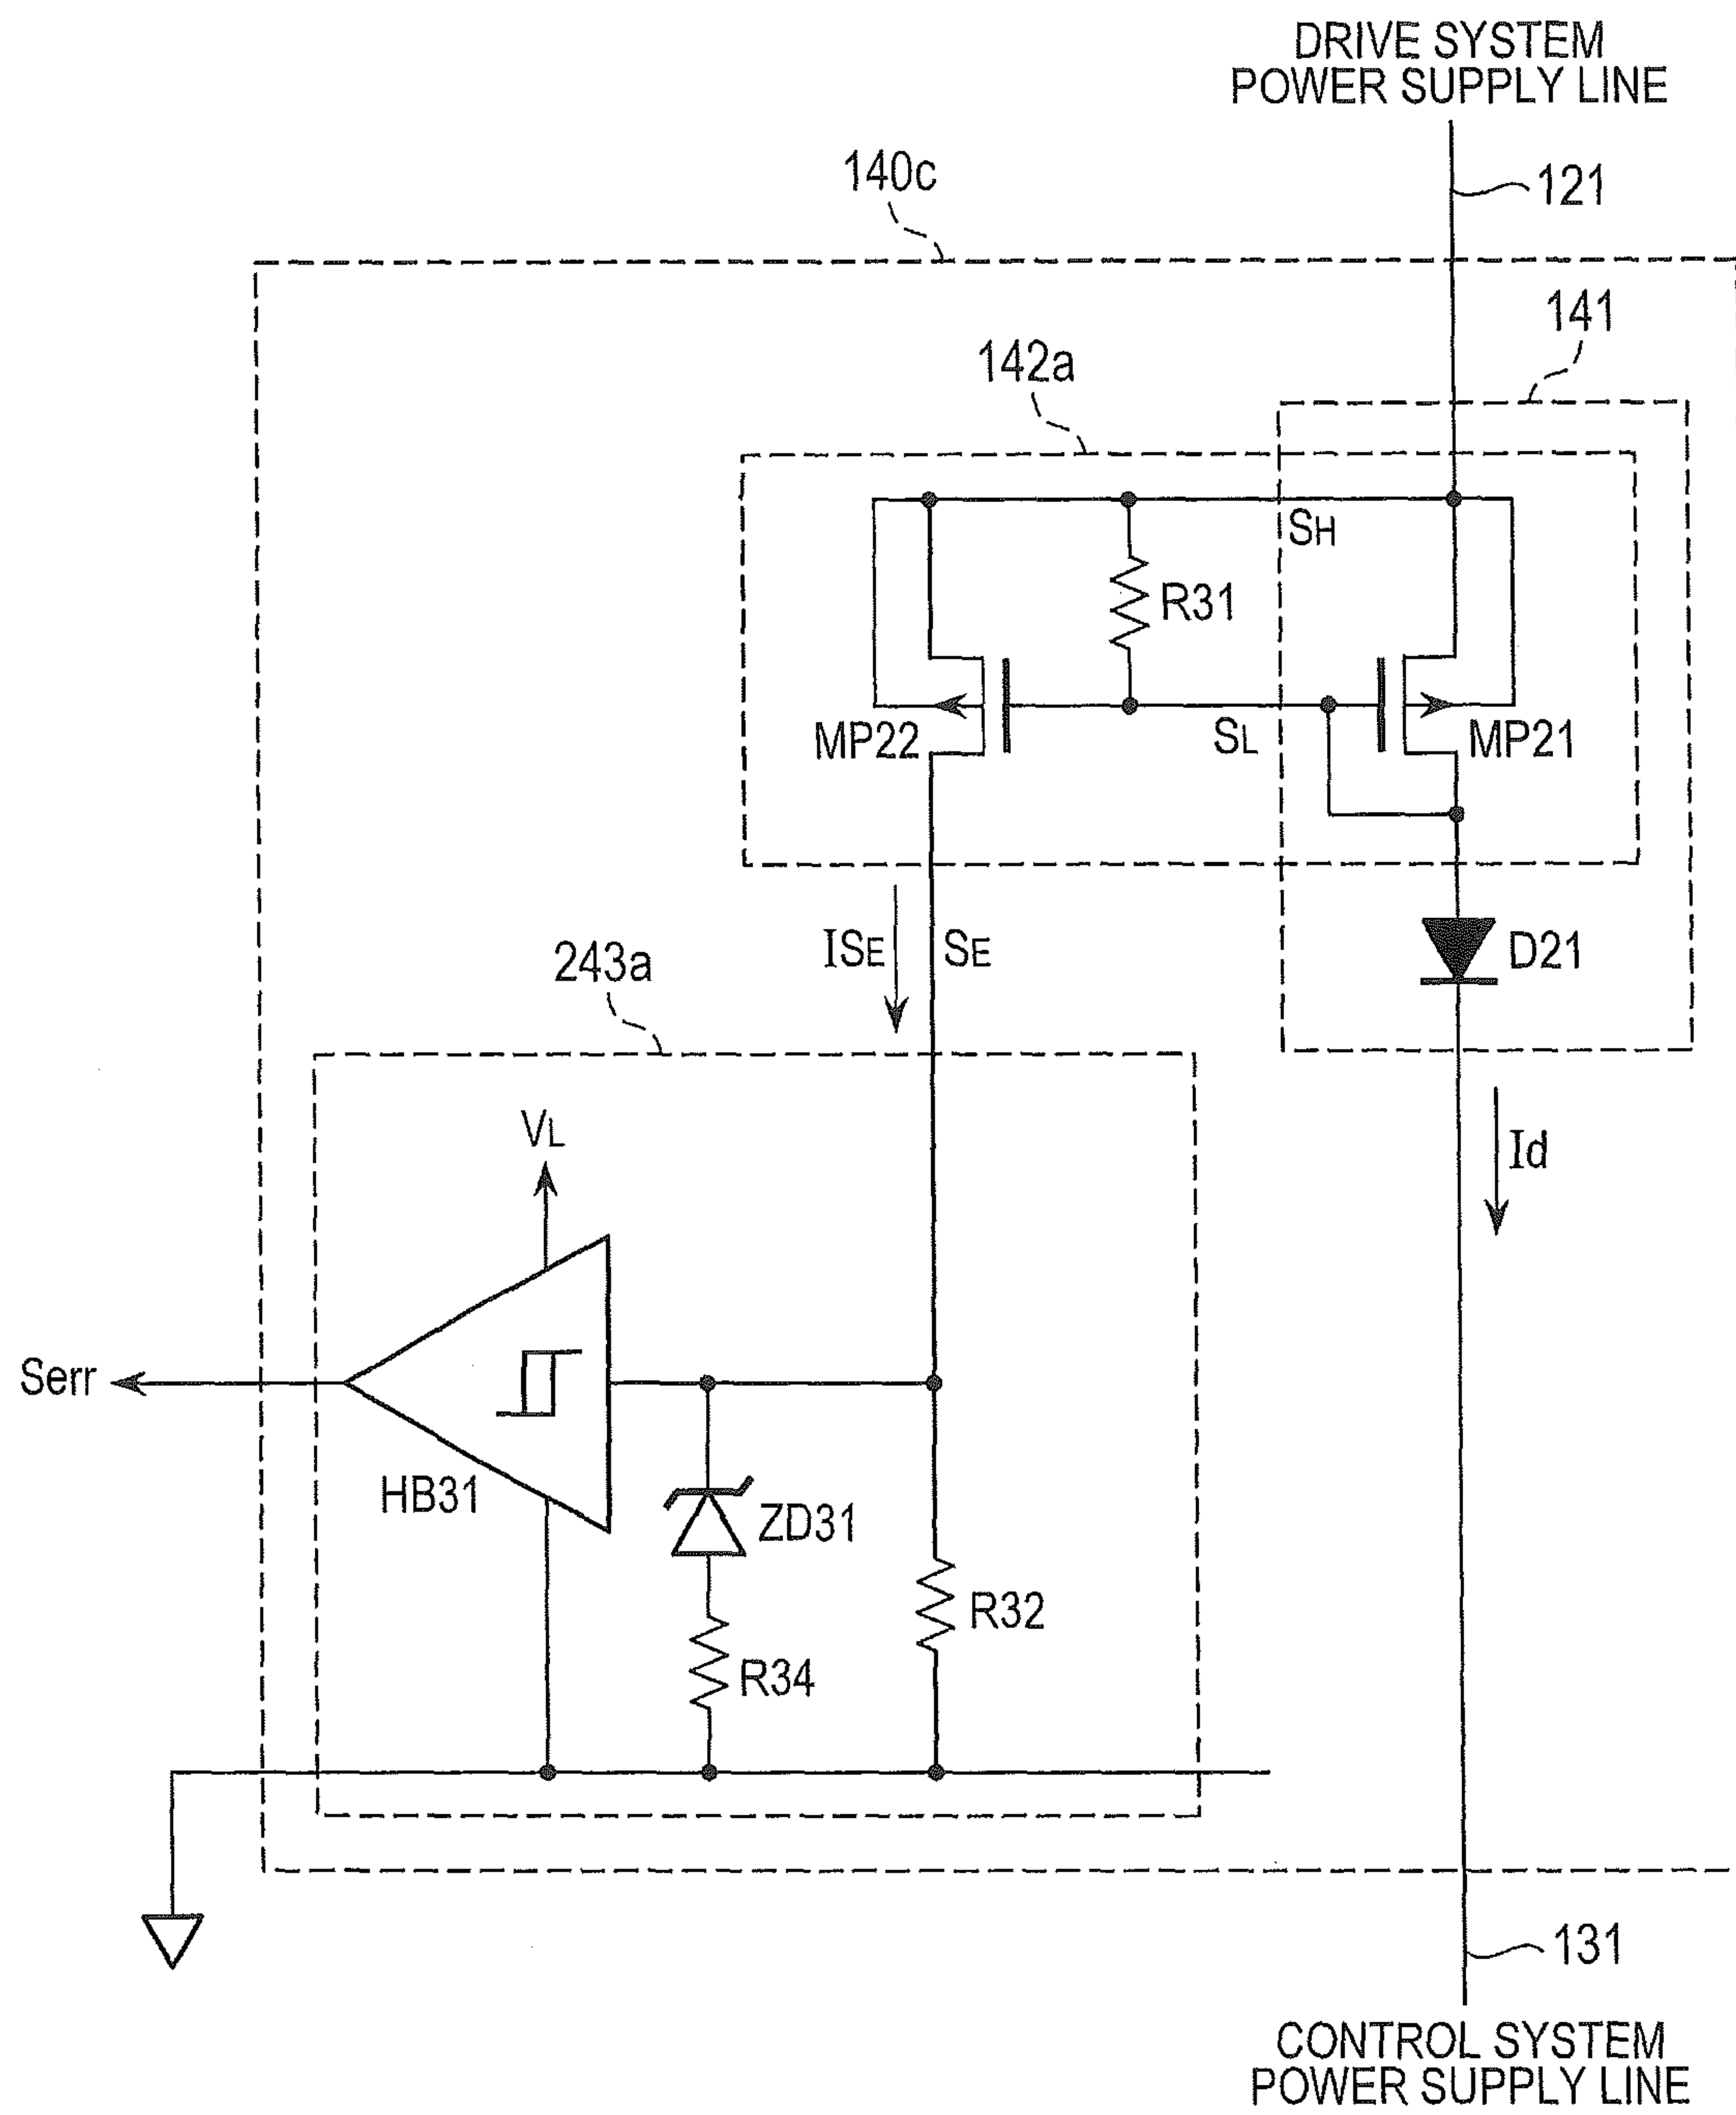 DRIVE SYSTEM
POWER SUPPLY LINE
140c
121
141
142a
SH
R31
MP22
SL
MP21
ISE
SE
D21
243a
VL
Id
Serr
HB31
ZD31
R32
R34
131
CONTROL SYSTEM
POWER SUPPLY LINE